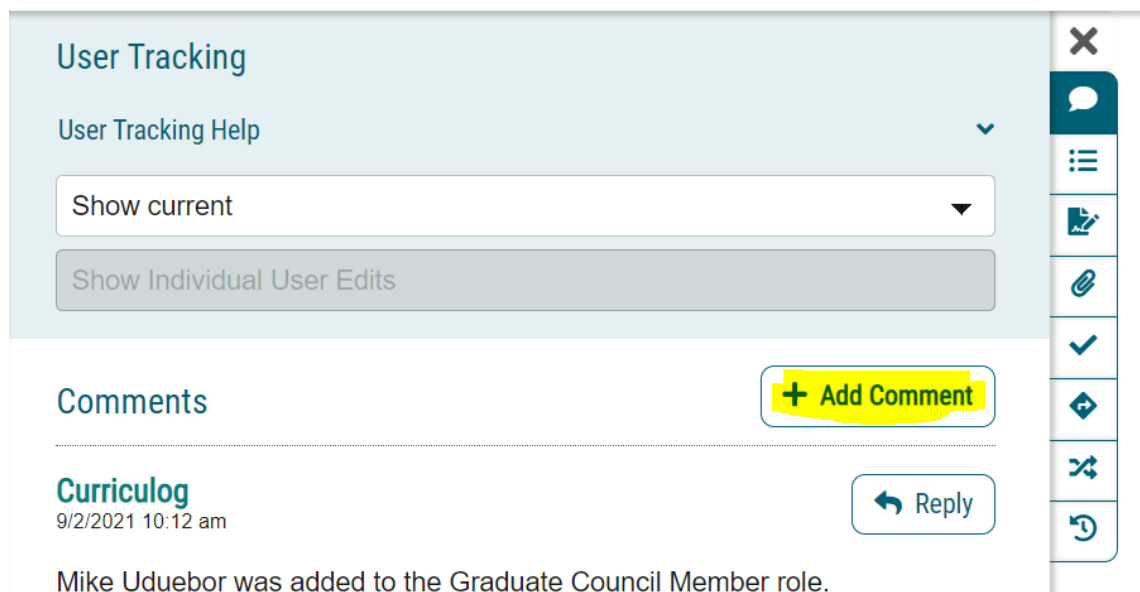 User Tracking
User Tracking Help
Show current
Show Individual User Edits
Comments
Add Comment
Curriculog
9/2/2021 10:12 am
Reply
Mike Uduebor was added to the Graduate Council Member role.